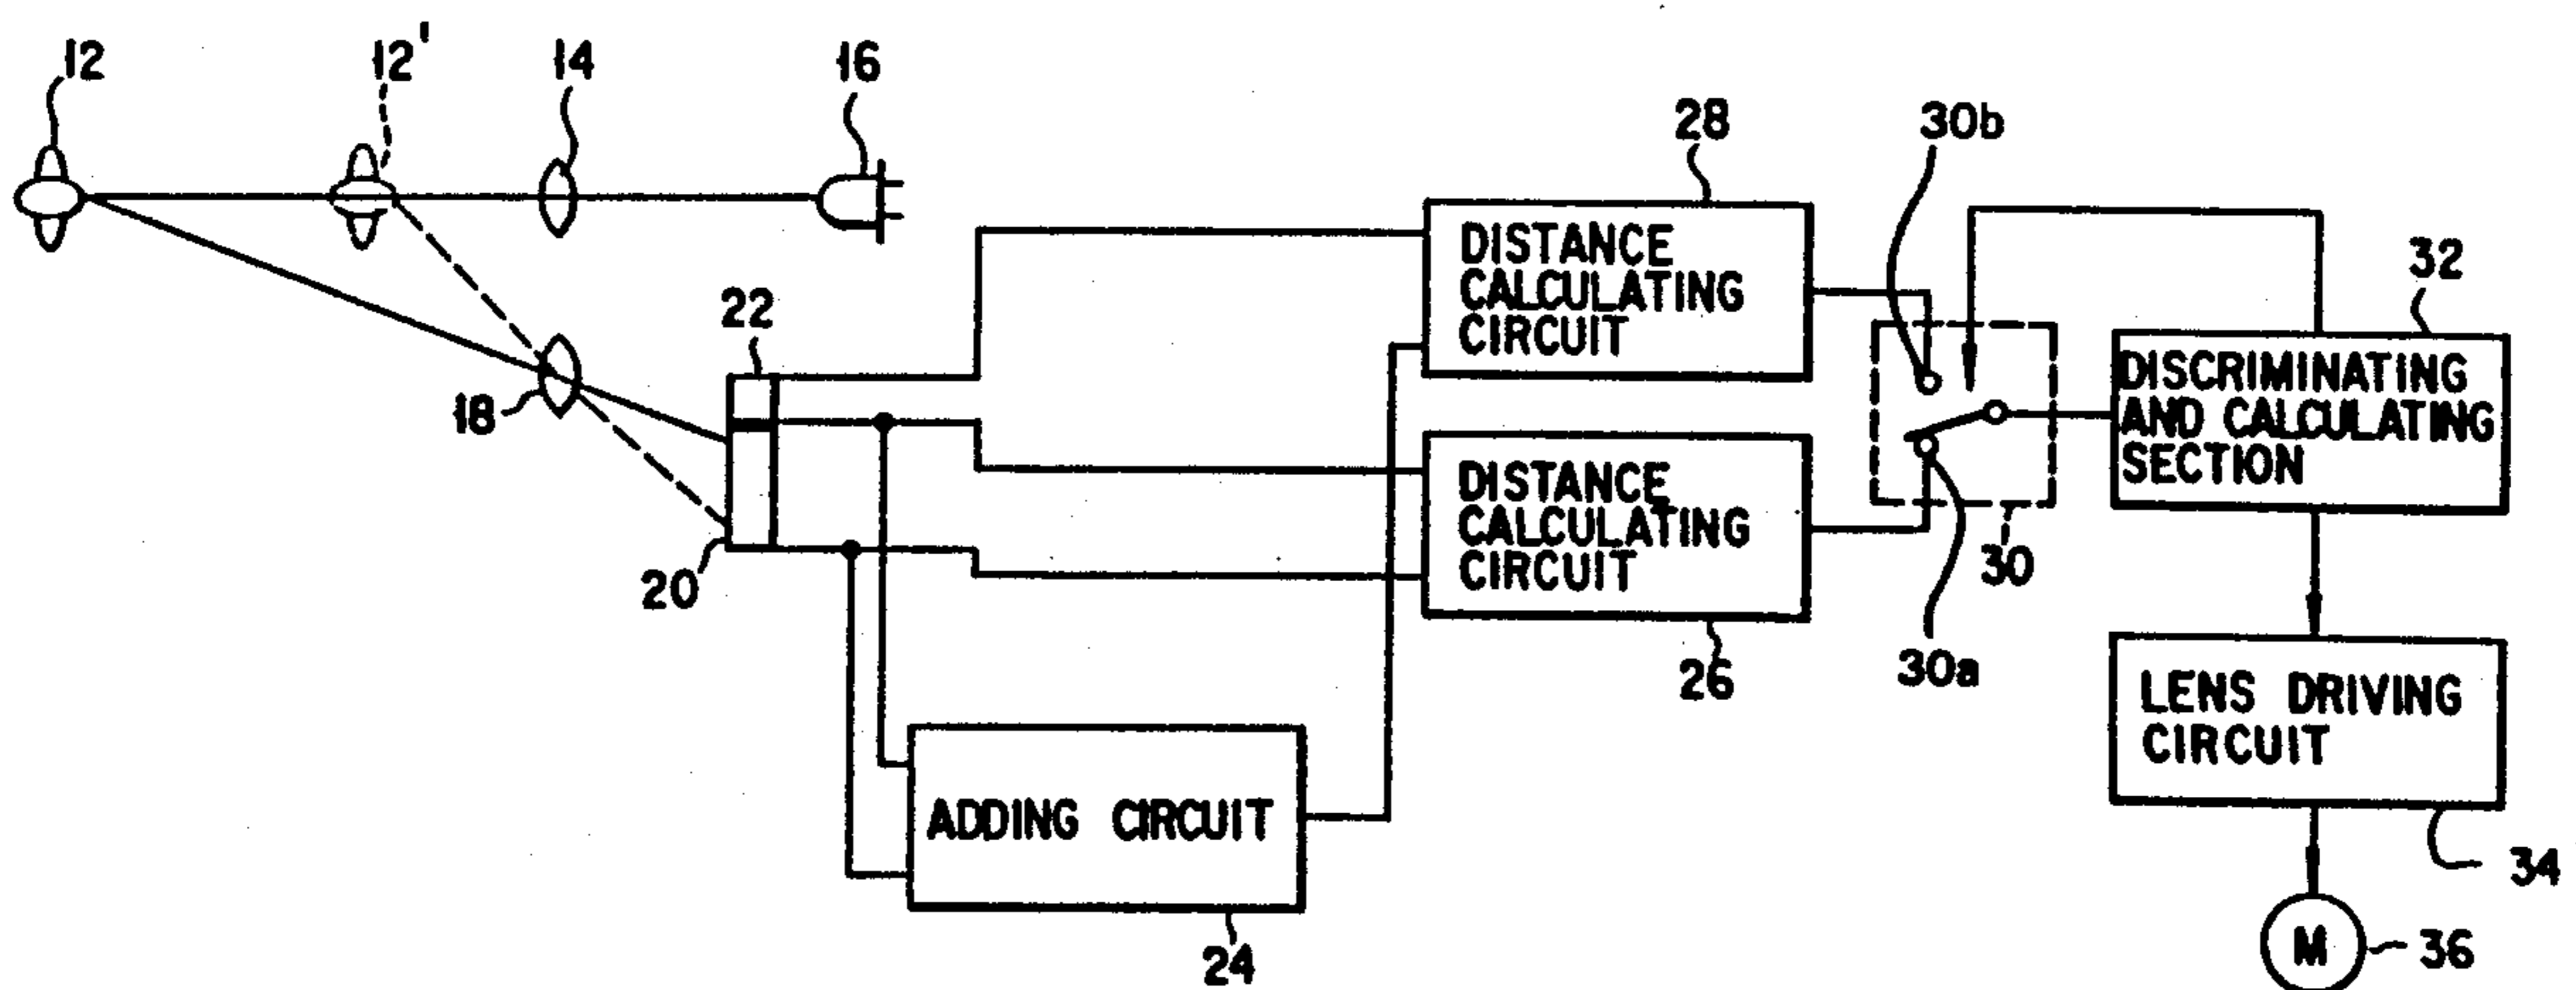 12
12'
14
16
18
22
20
28
DISTANCE
CALCULATING
CIRCUIT
30b
32
DISCRIMINATING
AND CALCULATING
SECTION
DISTANCE
CALCULATING
CIRCUIT
26
30a
30
ADDING CIRCUIT
24
LENS DRIVING
CIRCUIT
34
M
36